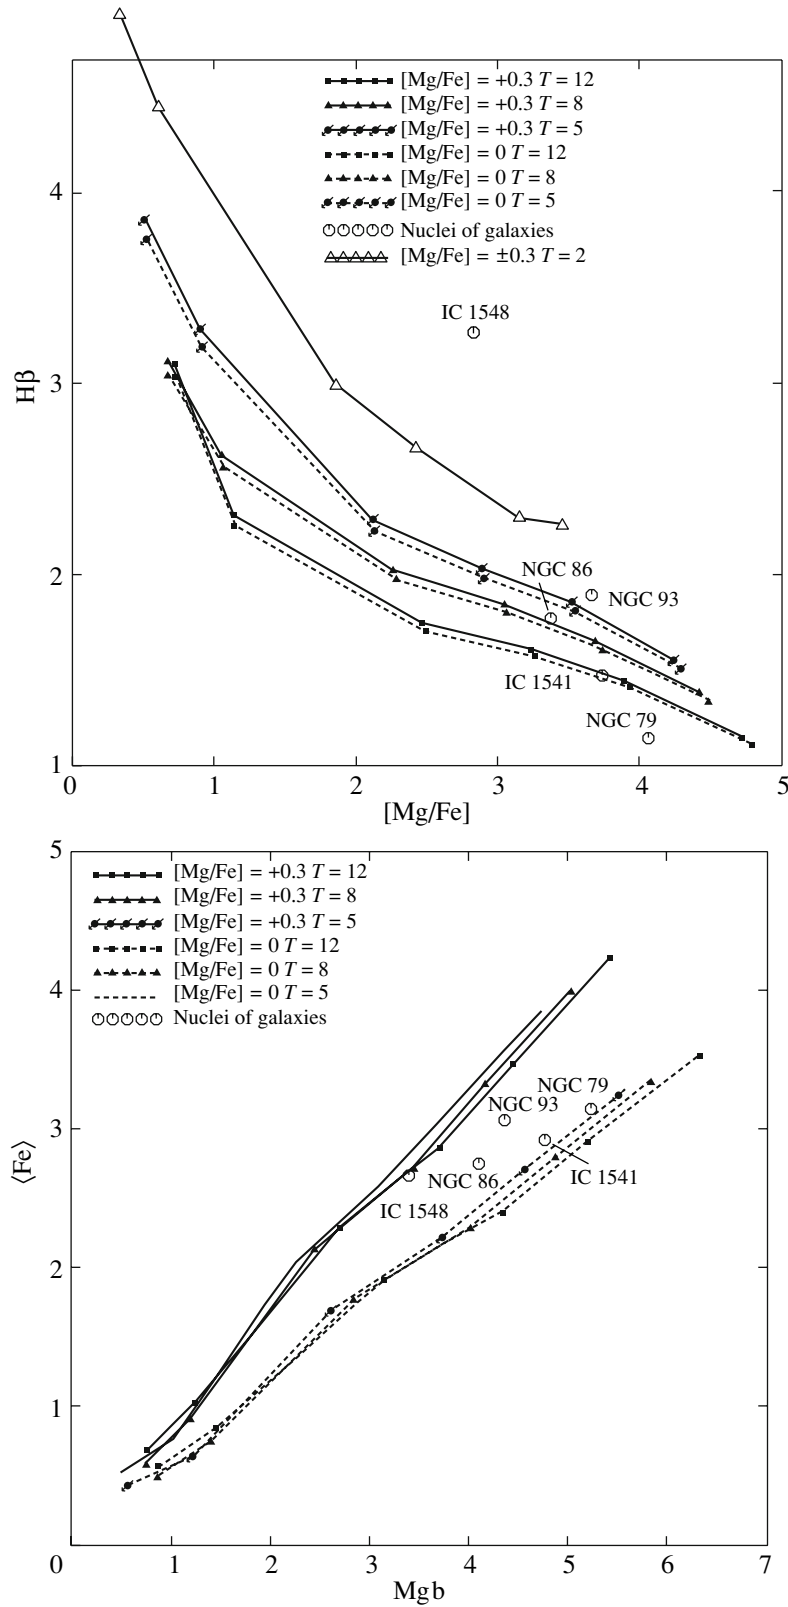 [Mg/Fe] = +0.3 T = 12
[Mg/Fe] = +0.3 T = 8
[Mg/Fe] = +0.3 T = 5
[Mg/Fe] = 0 T = 12
[Mg/Fe] = 0 T = 8
[Mg/Fe] = 0 T = 5
Nuclei of galaxies
[Mg/Fe] = ±0.3 T = 2
4
IC 1548
3
Hβ
2
NGC 86
NGC 93
IC 1541
NGC 79
1
0 1 2 3 4 5
[Mg/Fe]
5
[Mg/Fe] = +0.3 T = 12
[Mg/Fe] = +0.3 T = 8
[Mg/Fe] = +0.3 T = 5
[Mg/Fe] = 0 T = 12
[Mg/Fe] = 0 T = 8
[Mg/Fe] = 0 T = 5
Nuclei of galaxies
4
NGC 79
NGC 93
3
⟨Fe⟩
NGC 86
IC 1541
IC 1548
2
1
0 1 2 3 4 5 6 7
Mgb